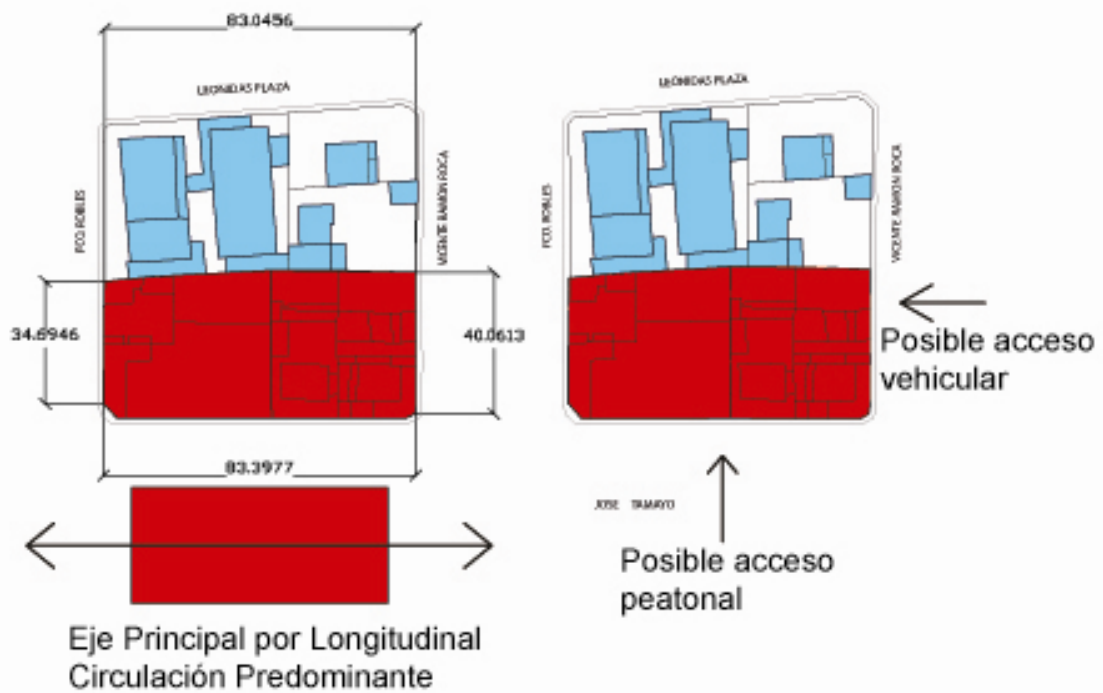 83.0456
LEONIDAS PLAZA
FCO. ROBLES
VICENTE RAMON ROCA
34.6946
40.0613
83.3977
Eje Principal por Longitudinal
Circulación Predominante
LEONIDAS PLAZA
FCO. ROBLES
VICENTE RAMON ROCA
Posible acceso
vehicular
JOSE TAMAYO
Posible acceso
peatonal